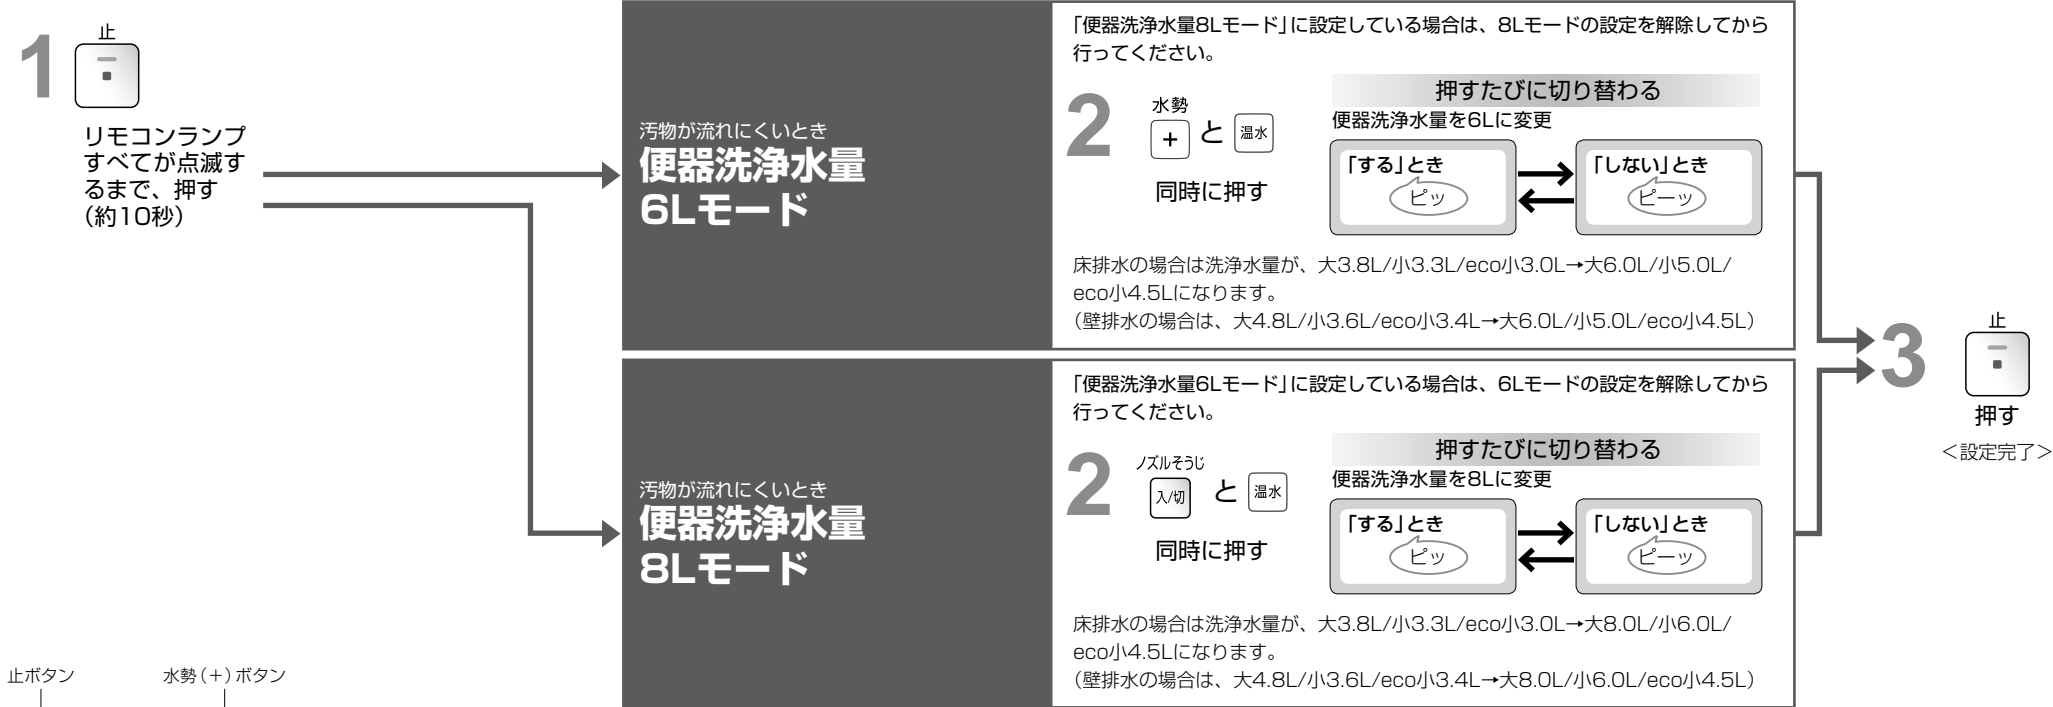 1
止
リモコンランプ
すべてが点滅す
るまで、押す
(約10秒)
汚物が流れにくいとき
便器洗浄水量
6Lモード
「便器洗浄水量8Lモード」に設定している場合は、8Lモードの設定を解除してから
行ってください。
2
水勢
+ と 温水
同時に押す
押すたびに切り替わる
便器洗浄水量を6Lに変更
「する」とき
ピッ
「しない」とき
ピーッ
床排水の場合は洗浄水量が、大3.8L/小3.3L/eco小3.0L→大6.0L/小5.0L/
eco小4.5Lになります。
(壁排水の場合は、大4.8L/小3.6L/eco小3.4L→大6.0L/小5.0L/eco小4.5L)
汚物が流れにくいとき
便器洗浄水量
8Lモード
「便器洗浄水量6Lモード」に設定している場合は、6Lモードの設定を解除してから
行ってください。
2
ノズルそうじ
入/切 と 温水
同時に押す
押すたびに切り替わる
便器洗浄水量を8Lに変更
「する」とき
ピッ
「しない」とき
ピーッ
床排水の場合は洗浄水量が、大3.8L/小3.3L/eco小3.0L→大8.0L/小6.0L/
eco小4.5Lになります。
(壁排水の場合は、大4.8L/小3.6L/eco小3.4L→大8.0L/小6.0L/eco小4.5L)
3
止
押す
<設定完了>
止ボタン
水勢(+)ボタン